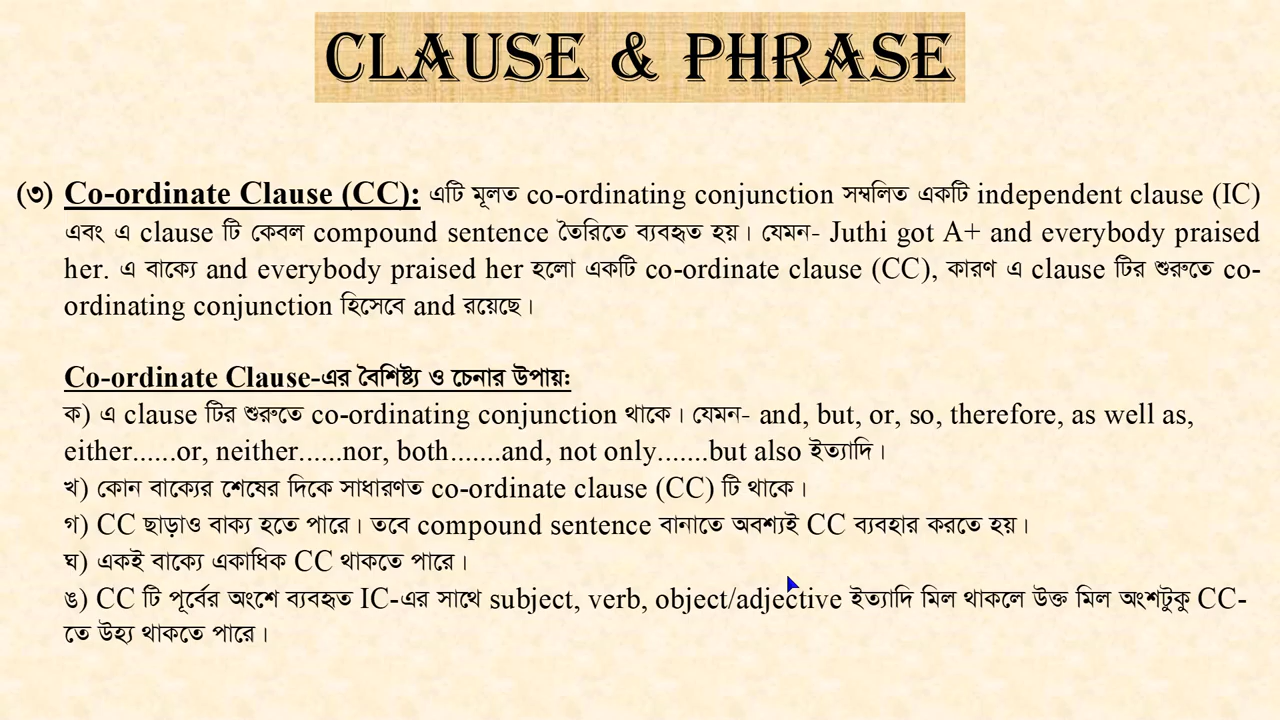 CLAUSE & PHRASE
(৩) Co-ordinate Clause (CC): এটি মূলত co-ordinating conjunction সম্বলিত একটি independent clause (IC)
এবং এ clause টি কেবল compound sentence তৈরিতে ব্যবহৃত হয়। যেমন- Juthi got A+ and everybody praised
her. এ বাক্যে and everybody praised her হলো একটি co-ordinate clause (CC), কারণ এ clause টির শুরুতে co-
ordinating conjunction হিসেবে and রয়েছে।
Co-ordinate Clause-এর বৈশিষ্ট্য ও চেনার উপায়ঃ
ক) এ clause টির শুরুতে co-ordinating conjunction থাকে। যেমন- and, but, or, so, therefore, as well as,
either......or, neither......nor, both.......and, not only.......but also ইত্যাদি।
খ) কোন বাক্যের শেষের দিকে সাধারণত co-ordinate clause (CC) টি থাকে।
গ) CC ছাড়াও বাক্য হতে পারে। তবে compound sentence বানাতে অবশ্যই CC ব্যবহার করতে হয়।
ঘ) একই বাক্যে একাধিক CC থাকতে পারে।
ঙ) CC টি পূর্বের অংশে ব্যবহৃত IC-এর সাথে subject, verb, object/adjective ইত্যাদি মিল থাকলে উক্ত মিল অংশটুকু CC-
তে উহ্য থাকতে পারে।